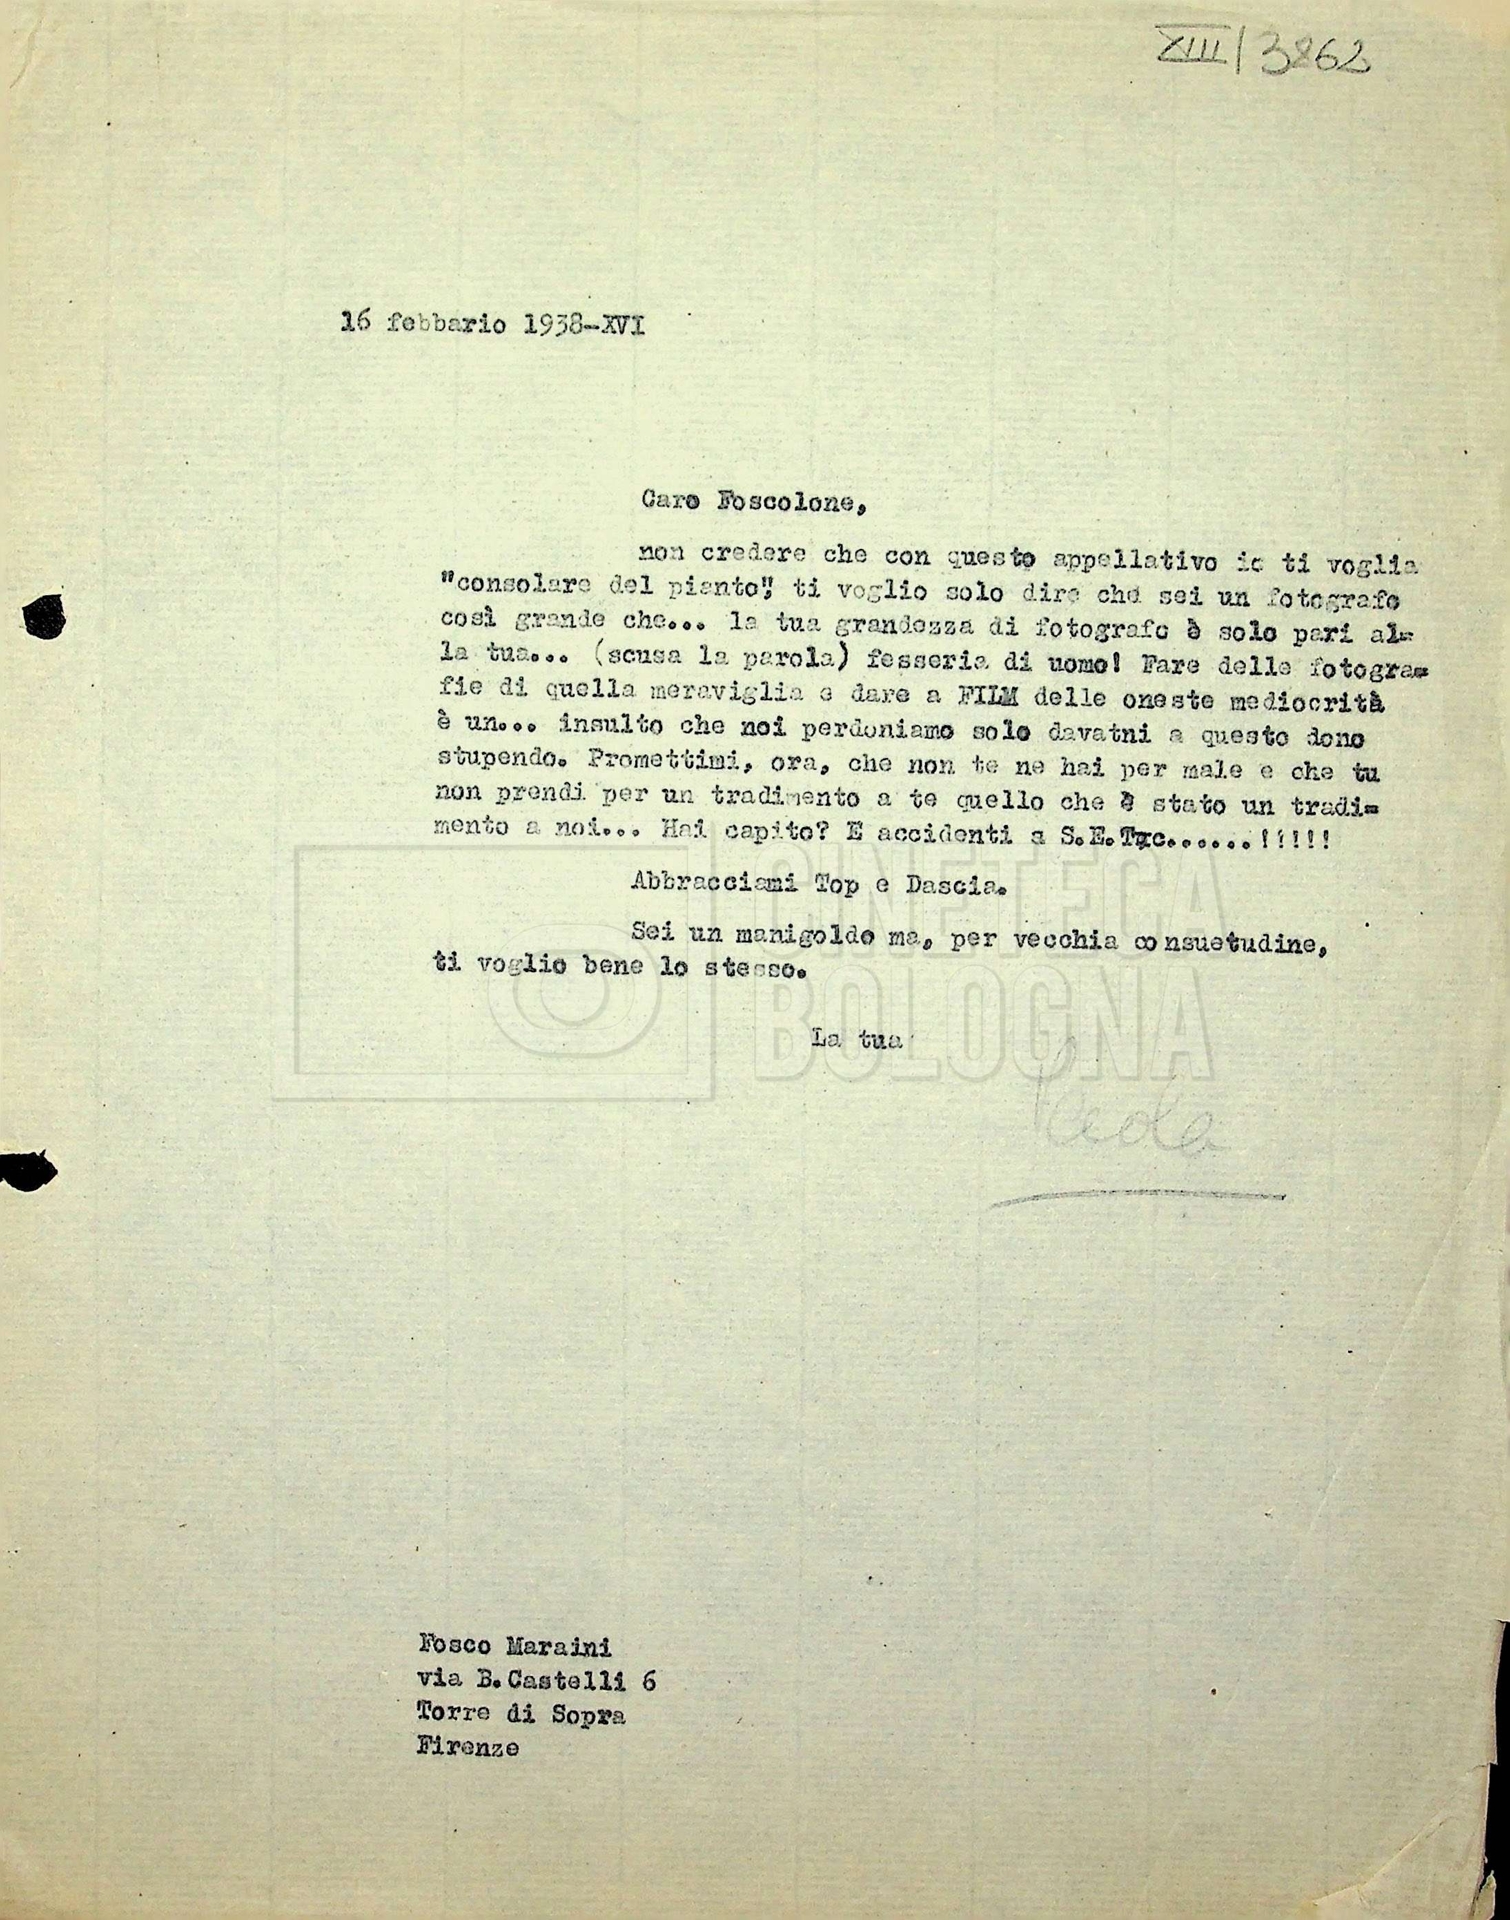 XIII/3862
16 febbario 1938-XVI
Caro Foscolone,
non credere che con questo appellativo io ti voglia
"consolare del pianto", ti voglio solo dire che sei un fotografo
così grande che... la tua grandezza di fotografo è solo pari al=
la tua... (scusa la parola) fesseria di uomo! Fare delle fotogra=
fie di quella meraviglia e dare a FILM delle oneste mediocrità
è un... insulto che noi perdoniamo solo davatni a questo dono
stupendo. Promettimi, ora, che non te ne hai per male e che tu
non prendi per un tradimento a te quello che è stato un tradi=
mento a noi... Hai capito? E accidenti a S.E.Tuc.......!!!!!
Abbracciami Top e Dascia.
Sei un manigoldo ma, per vecchia consuetudine,
ti voglio bene lo stesso.
La tua
CINETECA
BOLOGNA
Fosco Maraini
via B.Castelli 6
Torre di Sopra
Firenze